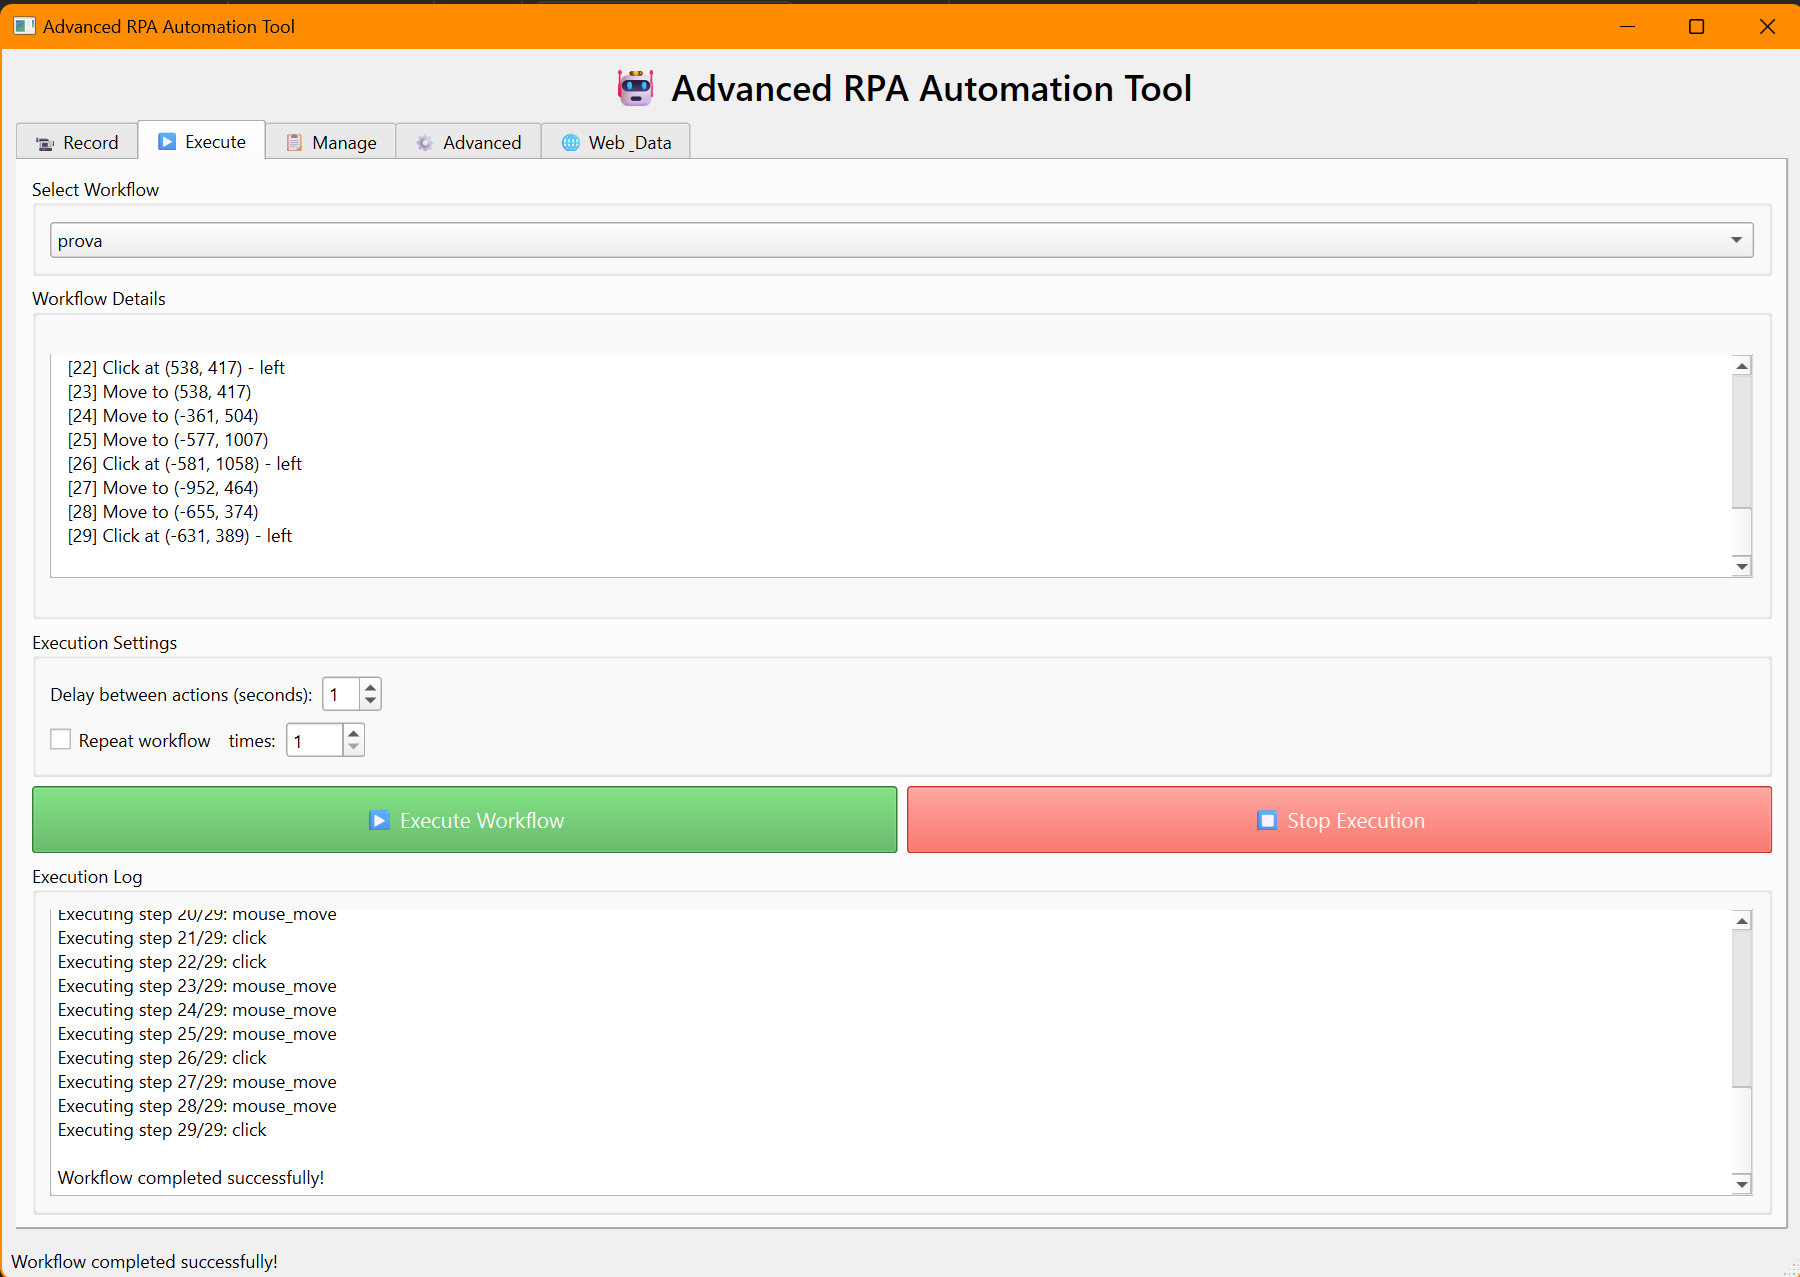 Advanced RPA Automation Tool
Advanced RPA Automation Tool
Record
Execute
Manage
Advanced
Web_Data
Select Workflow
prova
Workflow Details
[22] Click at (538, 417) - left
[23] Move to (538, 417)
[24] Move to (-361, 504)
[25] Move to (-577, 1007)
[26] Click at (-581, 1058) - left
[27] Move to (-952, 464)
[28] Move to (-655, 374)
[29] Click at (-631, 389) - left
Execution Settings
Delay between actions (seconds): 1
Repeat workflow times: 1
Execute Workflow
Stop Execution
Execution Log
Executing step 20/29: mouse_move
Executing step 21/29: click
Executing step 22/29: click
Executing step 23/29: mouse_move
Executing step 24/29: mouse_move
Executing step 25/29: mouse_move
Executing step 26/29: click
Executing step 27/29: mouse_move
Executing step 28/29: mouse_move
Executing step 29/29: click
Workflow completed successfully!
Workflow completed successfully!